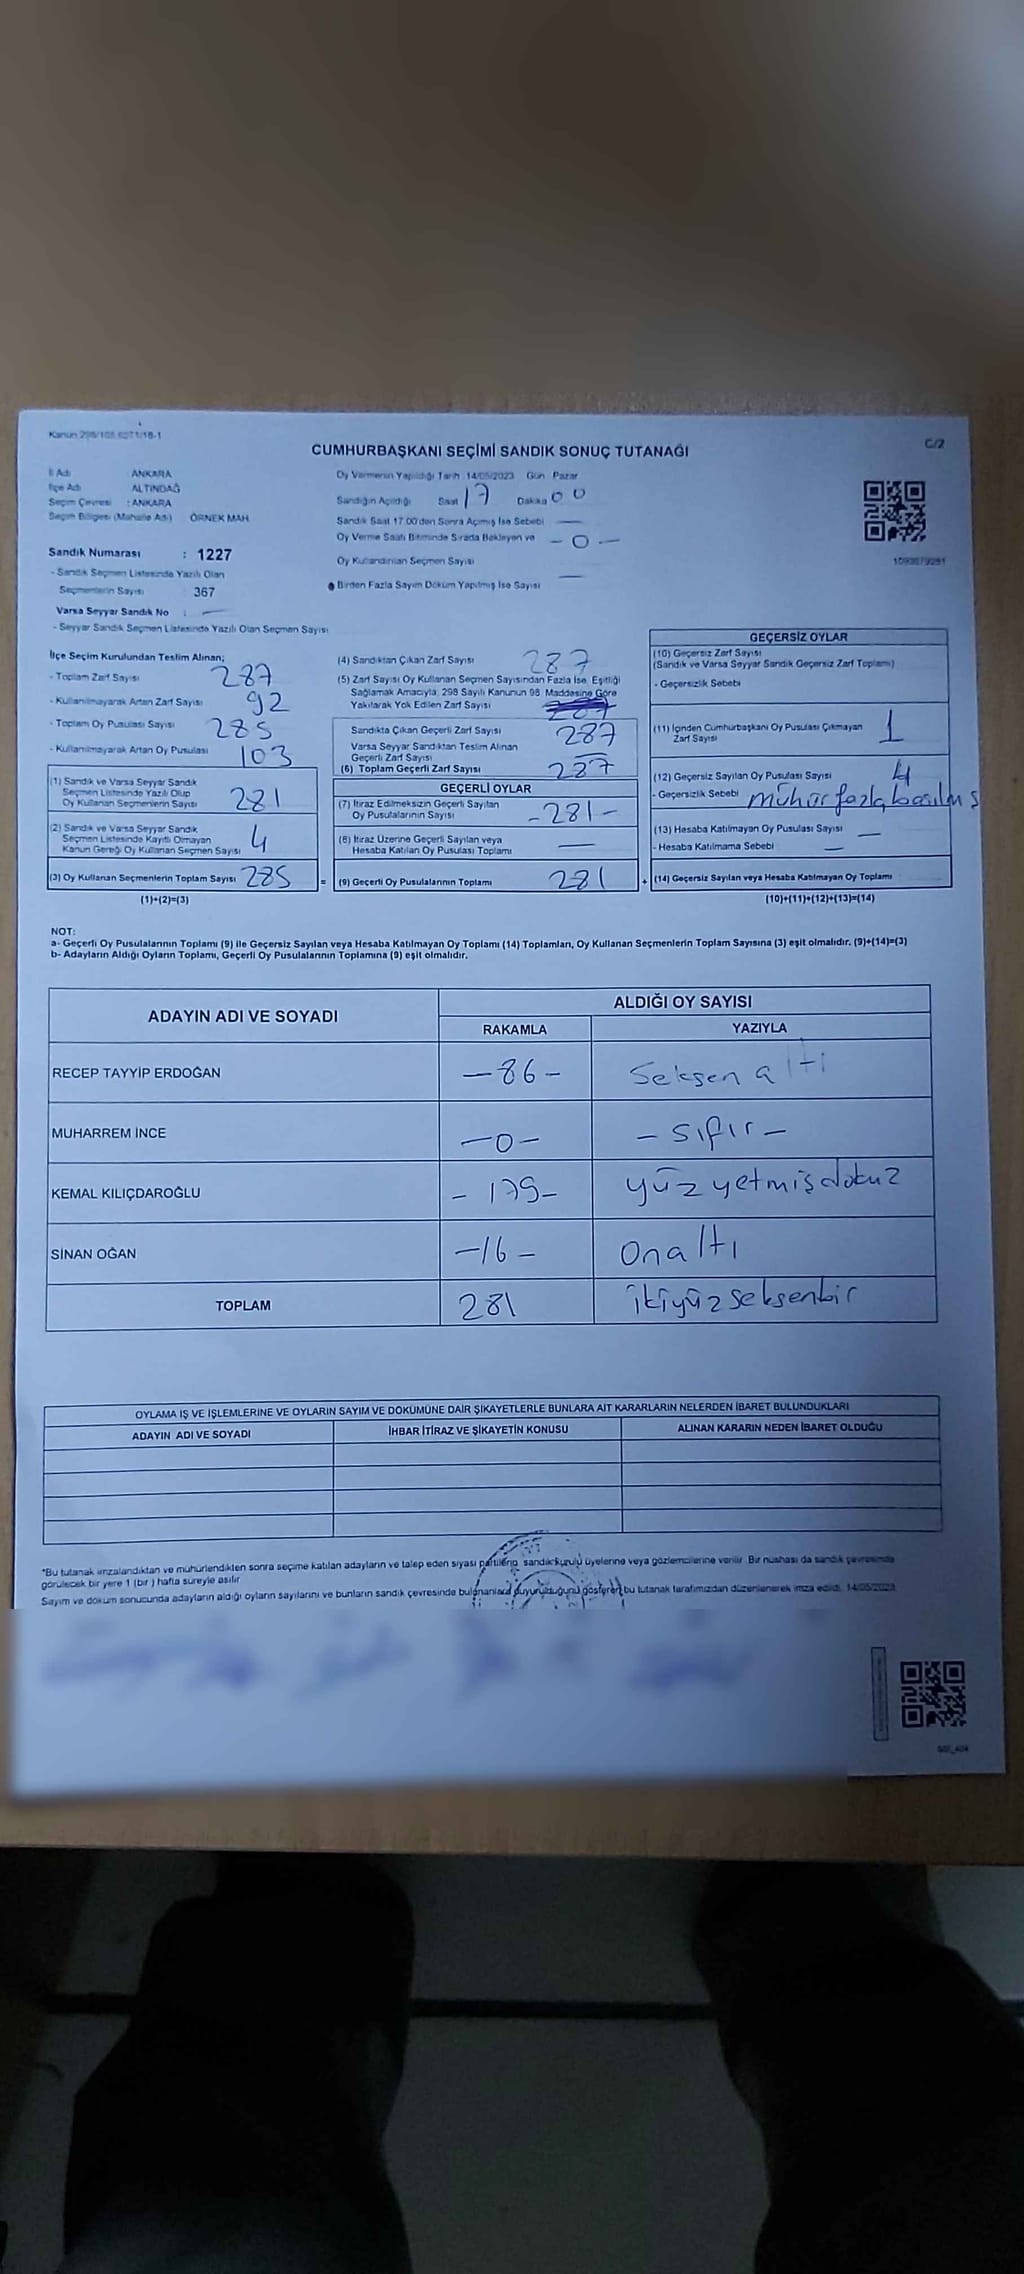 CUMHURBAŞKANI SEÇİMİ SANDIK SONUÇ TUTANAĞI
C/2
İl Adı ANKARA
İlçe Adı ALTINDAĞ
Seçim Çevresi : ANKARA
Seçim Bölgesi (Mahalle Adı) ÖRNEK MAH.
Sandık Numarası : 1227
- Sandık Seçmen Listesinde Yazılı Olan
Seçmenlerin Sayısı 367
Varsa Seyyar Sandık No : —
- Seyyar Sandık Seçmen Listesinde Yazılı Olan Seçmen Sayısı
Oy Vermenin Yapıldığı Tarih : 14/05/2023 Gün Pazar
Sandığın Açıldığı Saat 17 Dakika 00
Sandık Saat 17.00'den Sonra Açmış İse Sebebi —
Oy Verme Saati Bitiminde Sırada Bekleyen ve - 0 -
Oy Kullandırılan Seçmen Sayısı
Birden Fazla Sayım Döküm Yapılmış İse Sayısı —
İlçe Seçim Kurulundan Teslim Alınan;
- Toplam Zarf Sayısı 287
- Kullanılmayarak Artan Zarf Sayısı 92
- Toplam Oy Pusulası Sayısı 285
- Kullanılmayarak Artan Oy Pusulası 103
(1) Sandık ve Varsa Seyyar Sandık
Seçmen Listesinde Yazılı Olup
Oy Kullanan Seçmenlerin Sayısı 281
(2) Sandık ve Varsa Seyyar Sandık
Seçmen Listesinde Kayıtlı Olmayan
Kanun Gereği Oy Kullanan Seçmen Sayısı 4
(3) Oy Kullanan Seçmenlerin Toplam Sayısı 285
(1)+(2)=(3)
(4) Sandıktan Çıkan Zarf Sayısı 287
(5) Zarf Sayısı Oy Kullanan Seçmen Sayısından Fazla İse, Eşitliği
Sağlamak Amacıyla, 298 Sayılı Kanunun 98. Maddesine Göre
Yakılarak Yok Edilen Zarf Sayısı
Sandıkta Çıkan Geçerli Zarf Sayısı 287
Varsa Seyyar Sandıktan Teslim Alınan
Geçerli Zarf Sayısı —
(6) Toplam Geçerli Zarf Sayısı 287
GEÇERLİ OYLAR
(7) İtiraz Edilmeksizin Geçerli Sayılan
Oy Pusulalarının Sayısı -281-
(8) İtiraz Üzerine Geçerli Sayılan veya
Hesaba Katılan Oy Pusulası Toplamı —
= (9) Geçerli Oy Pusulalarının Toplamı 281
GEÇERSİZ OYLAR
(10) Geçersiz Zarf Sayısı
(Sandık ve Varsa Seyyar Sandık Geçersiz Zarf Toplamı)
- Geçersizlik Sebebi
(11) İçinden Cumhurbaşkanı Oy Pusulası Çıkmayan
Zarf Sayısı 1
(12) Geçersiz Sayılan Oy Pusulası Sayısı 4
- Geçersizlik Sebebi mühür fazla basılmış
(13) Hesaba Katılmayan Oy Pusulası Sayısı —
- Hesaba Katılmama Sebebi —
+ (14) Geçersiz Sayılan veya Hesaba Katılmayan Oy Toplamı
(10)+(11)+(12)+(13)=(14)
NOT:
a- Geçerli Oy Pusulalarının Toplamı (9) ile Geçersiz Sayılan veya Hesaba Katılmayan Oy Toplamı (14) Toplamları, Oy Kullanan Seçmenlerin Toplam Sayısına (3) eşit olmalıdır. (9)+(14)=(3)
b- Adayların Aldığı Oyların Toplamı, Geçerli Oy Pusulalarının Toplamına (9) eşit olmalıdır.
ADAYIN ADI VE SOYADI ALDIĞI OY SAYISI
RAKAMLA YAZIYLA
RECEP TAYYİP ERDOĞAN -86- Seksen altı
MUHARREM İNCE -0- - sıfır -
KEMAL KILIÇDAROĞLU - 179- yüz yetmiş dokuz
SİNAN OĞAN -16- On altı
TOPLAM 281 ikiyüz seksenbir
OYLAMA İŞ VE İŞLEMLERİNE VE OYLARIN SAYIM VE DÖKÜMÜNE DAİR ŞİKAYETLERLE BUNLARA AİT KARARLARIN NELERDEN İBARET BULUNDUKLARI
ADAYIN ADI VE SOYADI İHBAR İTİRAZ VE ŞİKAYETİN KONUSU ALINAN KARARIN NEDEN İBARET OLDUĞU
*Bu tutanak imzalandıktan ve mühürlendikten sonra seçime katılan adayların ve talep eden siyasi partilerin, sandık kurulu üyelerine veya gözlemcilerine verilir. Bir nüshası da sandık çevresinde
görülecek bir yere 1 (bir ) hafta süreyle asılır.
Sayım ve döküm sonucunda adayların aldığı oyların sayılarını ve bunların sandık çevresinde bulunanlara duyurulduğunu gösteren bu tutanak tarafımızdan düzenlenerek imza edildi. 14/05/2023